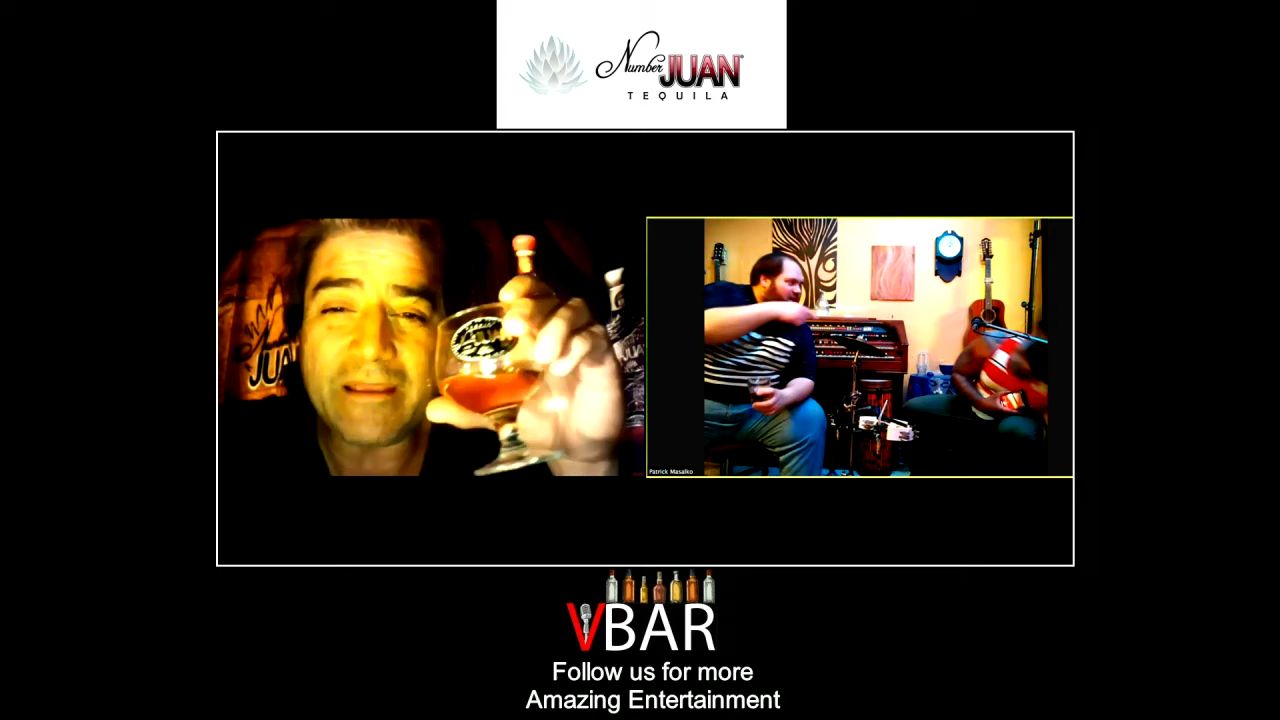 Number JUAN®
TEQUILA
JUAN
Patrick Masalko
VBAR
Follow us for more
Amazing Entertainment